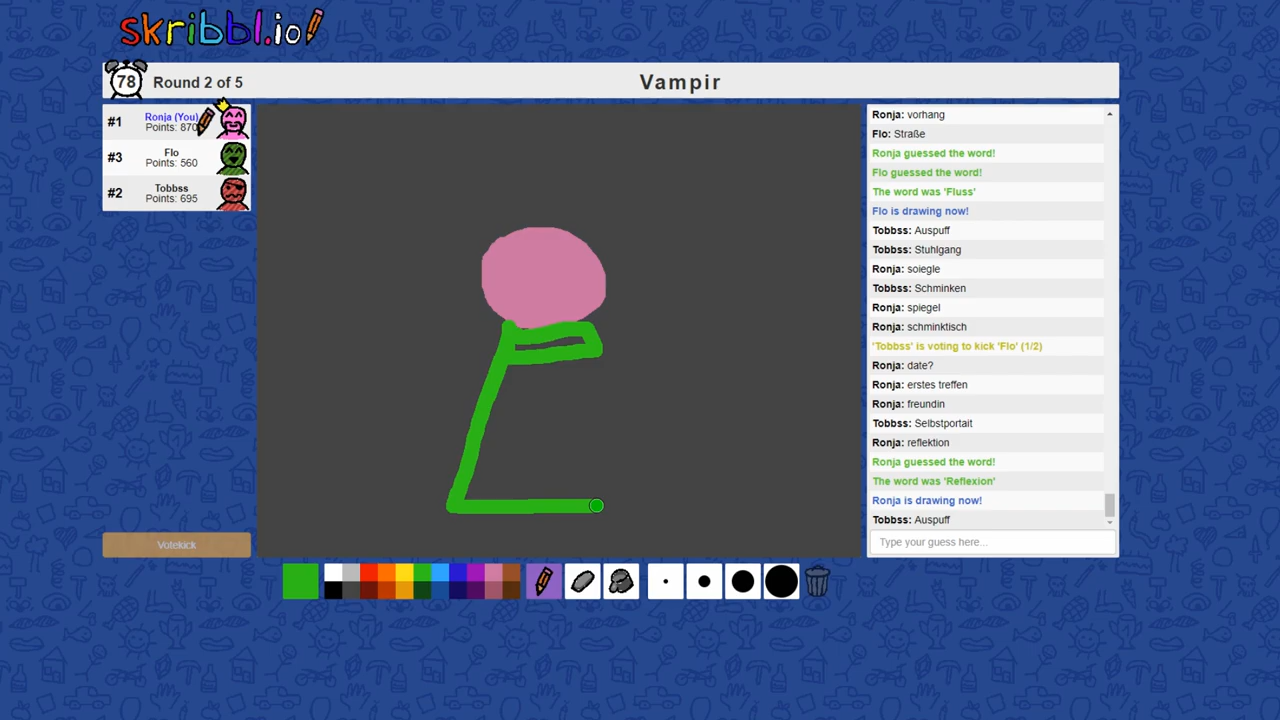 skribbl.io
78
Round 2 of 5
Vampir
#1
Ronja (You)
Points: 870
#3
Flo
Points: 560
#2
Tobbss
Points: 695
Votekick
Ronja: vorhang
Flo: Straße
Ronja guessed the word!
Flo guessed the word!
The word was 'Fluss'
Flo is drawing now!
Tobbss: Auspuff
Tobbss: Stuhlgang
Ronja: soiegle
Tobbss: Schminken
Ronja: spiegel
Ronja: schminktisch
'Tobbss' is voting to kick 'Flo' (1/2)
Ronja: date?
Ronja: erstes treffen
Ronja: freundin
Tobbss: Selbstportait
Ronja: reflektion
Ronja guessed the word!
The word was 'Reflexion'
Ronja is drawing now!
Tobbss: Auspuff
Type your guess here...